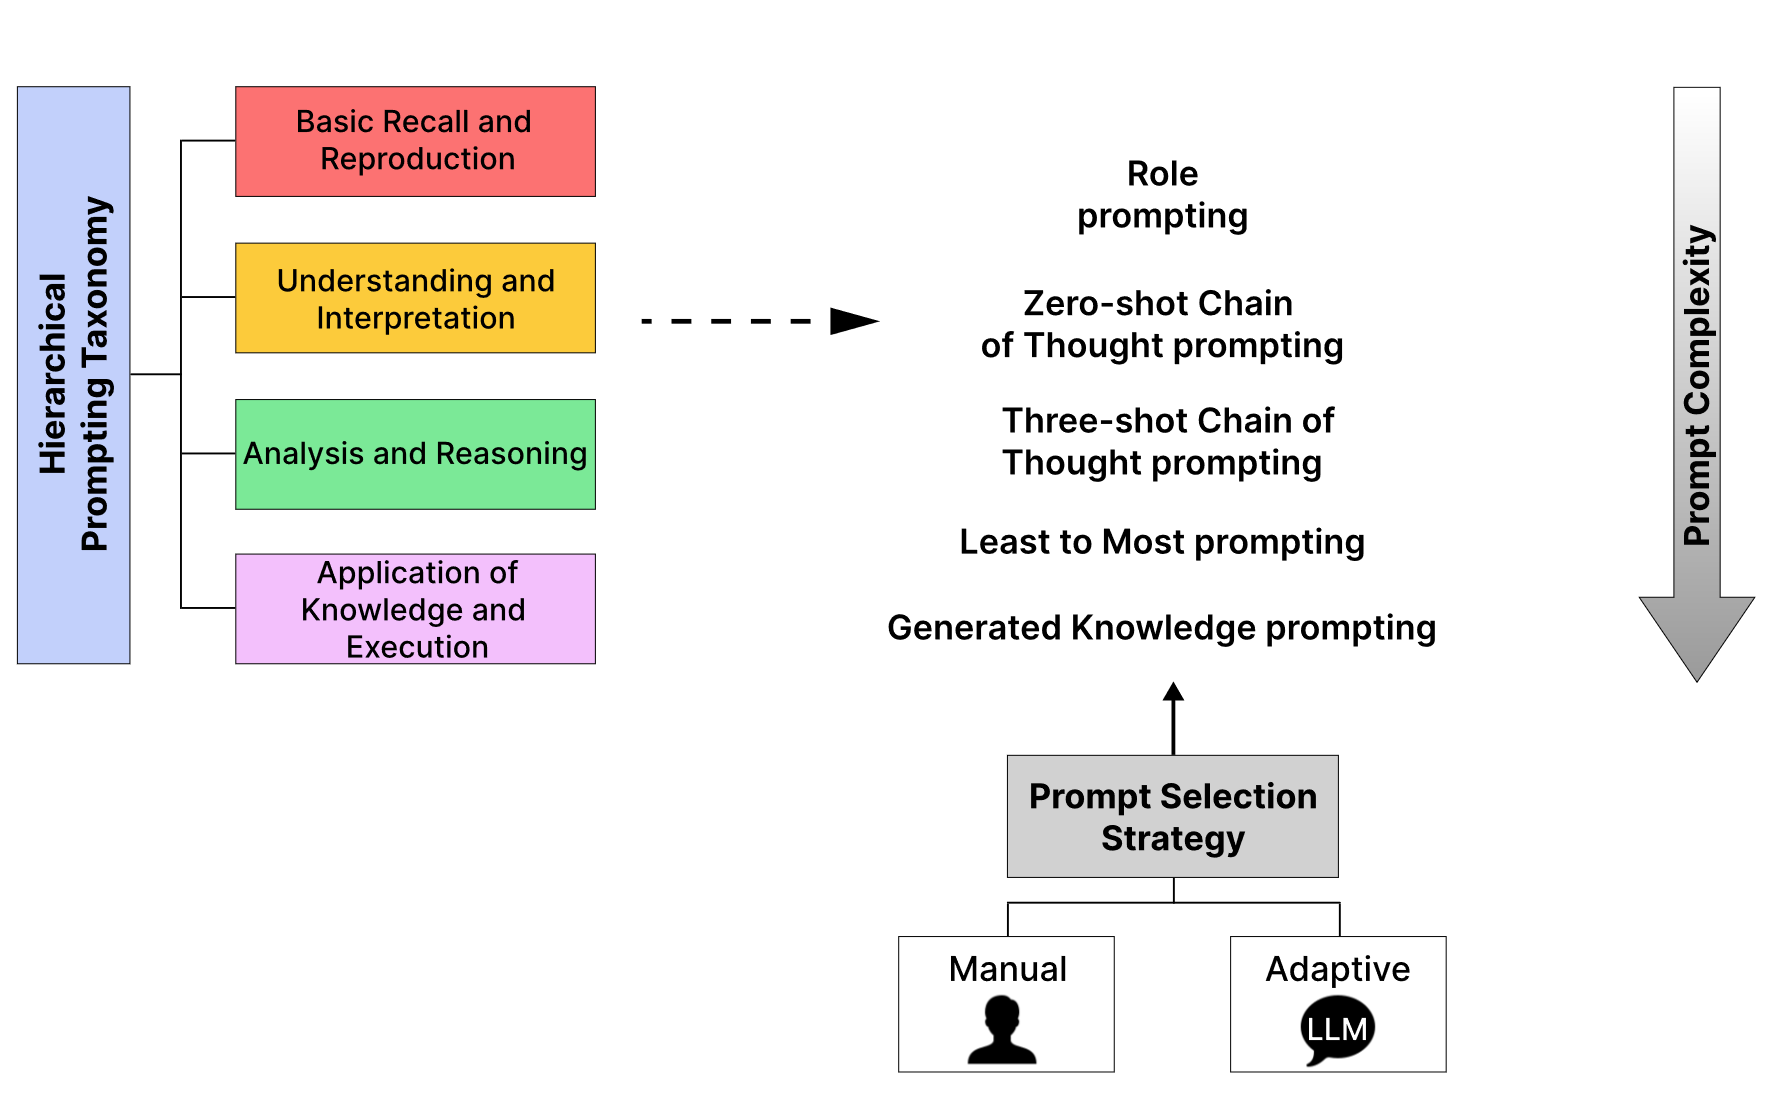 Hierarchical
Prompting Taxonomy
Basic Recall and
Reproduction
Understanding and
Interpretation
Analysis and Reasoning
Application of
Knowledge and
Execution
Role
prompting
Zero-shot Chain
of Thought prompting
Three-shot Chain of
Thought prompting
Least to Most prompting
Generated Knowledge prompting
Prompt Complexity
Prompt Selection
Strategy
Manual
Adaptive
LLM